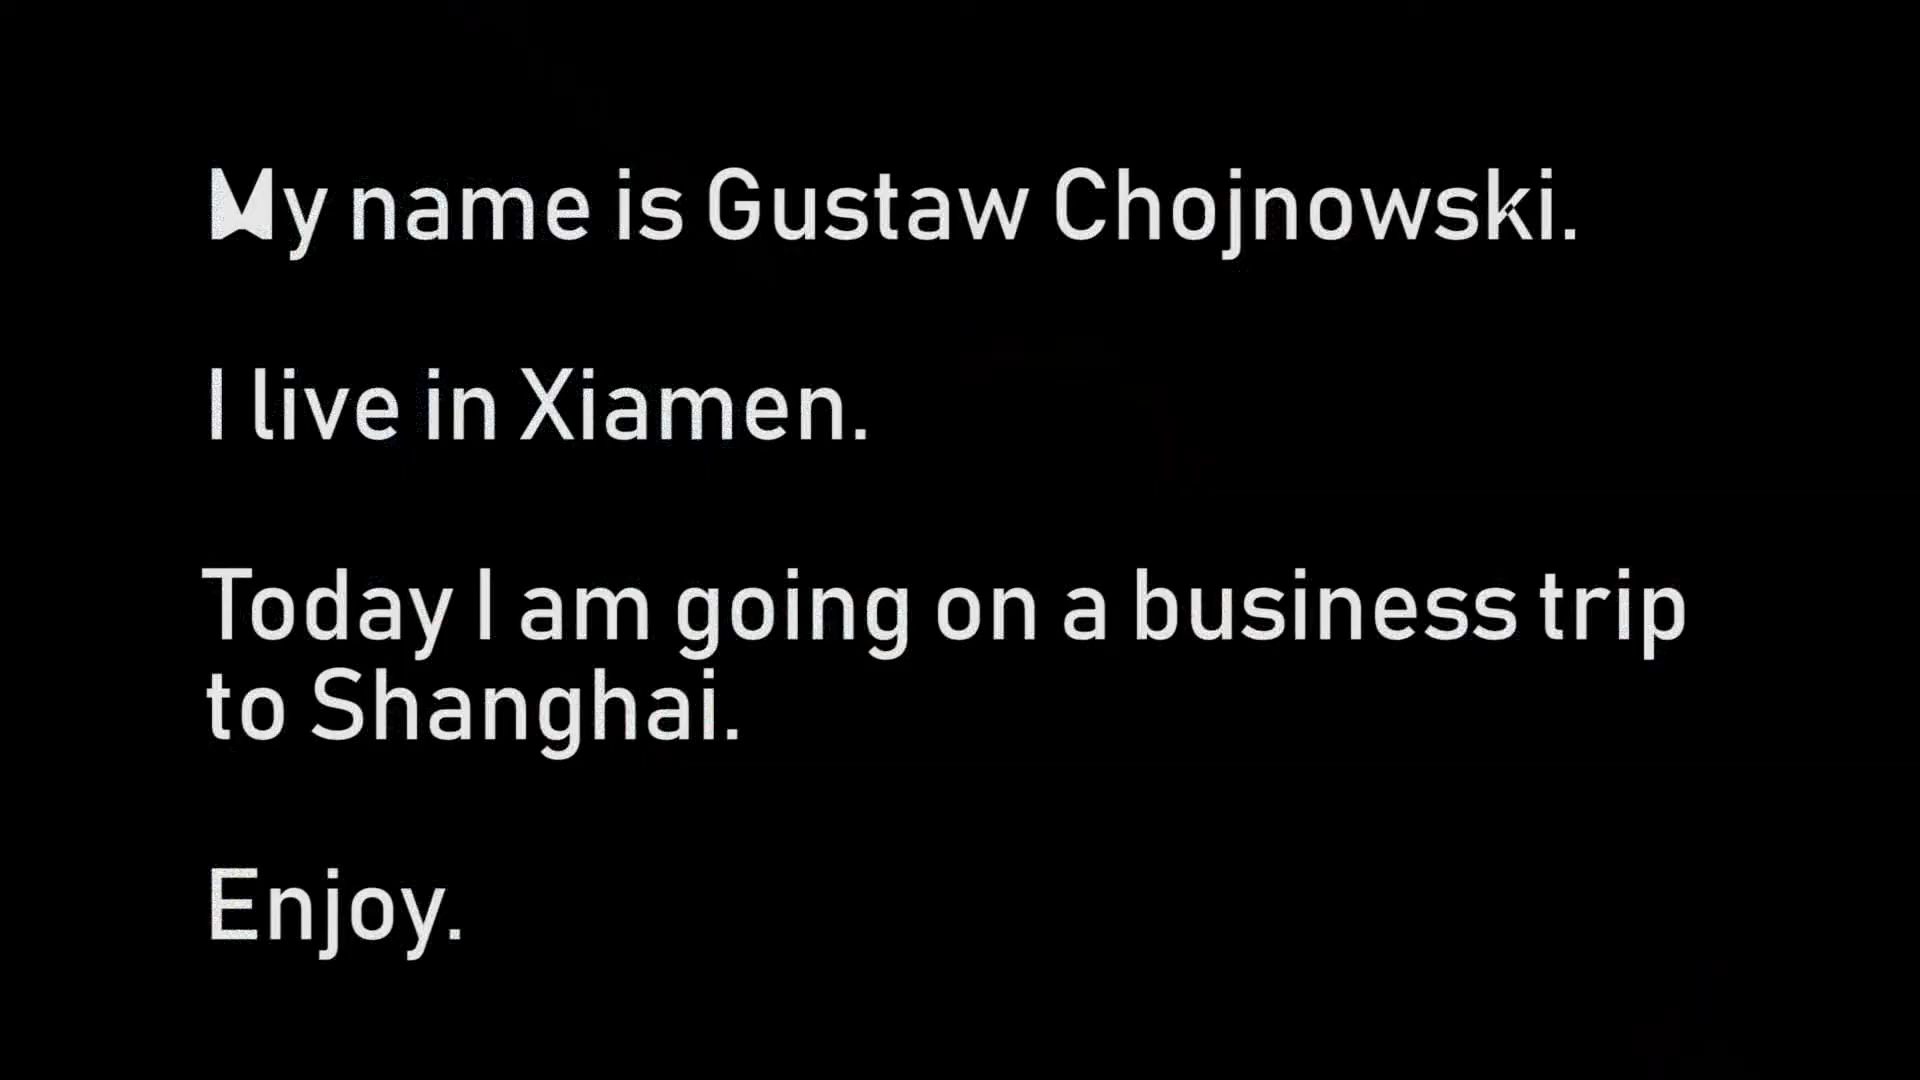 My name is Gustaw Chojnowski.
I live in Xiamen.
Today I am going on a business trip
to Shanghai.
Enjoy.